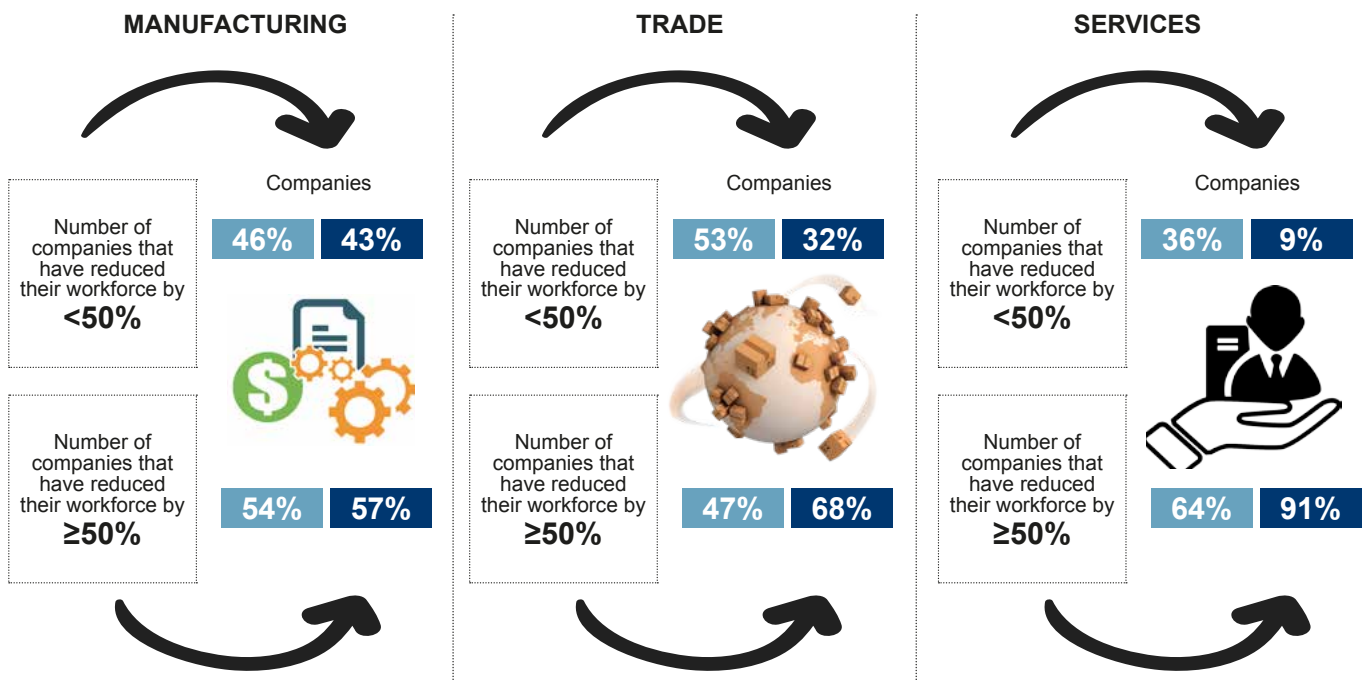 MANUFACTURING
Companies
Number of
companies that
have reduced
their workforce by
<50%
46% 43%
$
Number of
companies that
have reduced
their workforce by
≥50%
54% 57%
TRADE
Companies
Number of
companies that
have reduced
their workforce by
<50%
53% 32%
Number of
companies that
have reduced
their workforce by
≥50%
47% 68%
SERVICES
Companies
Number of
companies that
have reduced
their workforce by
<50%
36% 9%
Number of
companies that
have reduced
their workforce by
≥50%
64% 91%